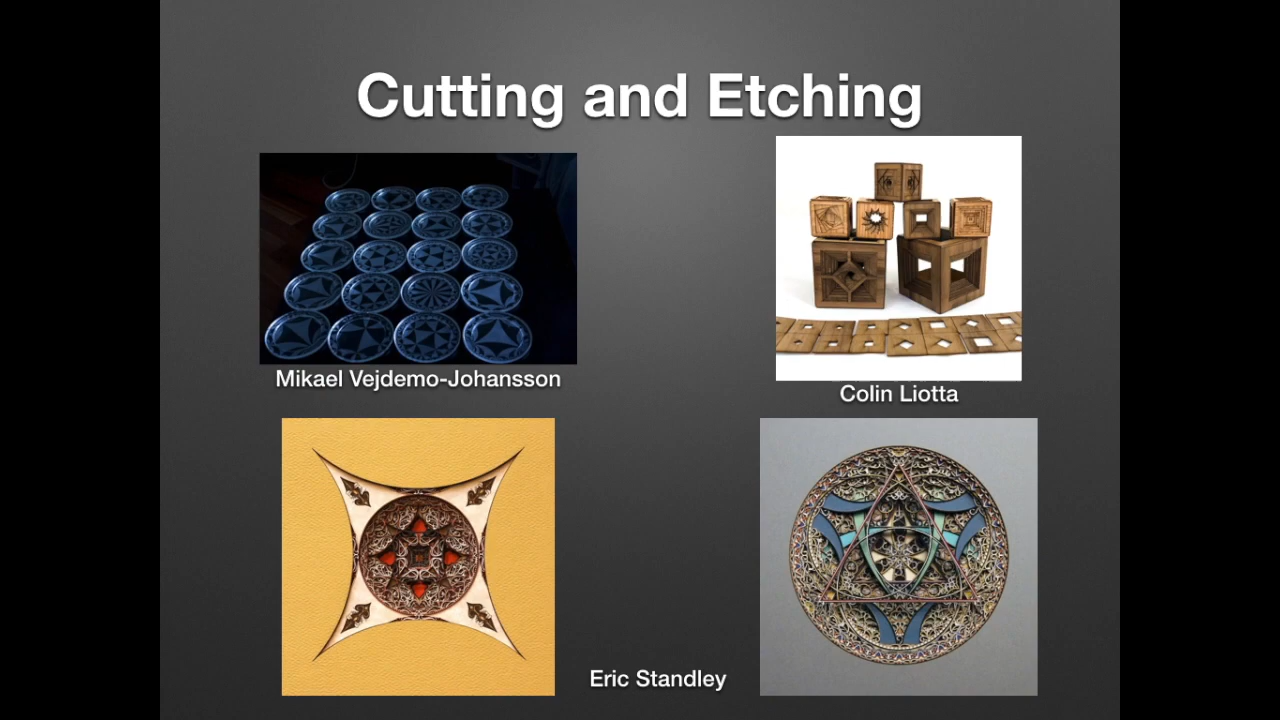 Cutting and Etching
Mikael Vejdemo-Johansson
Colin Liotta
Eric Standley